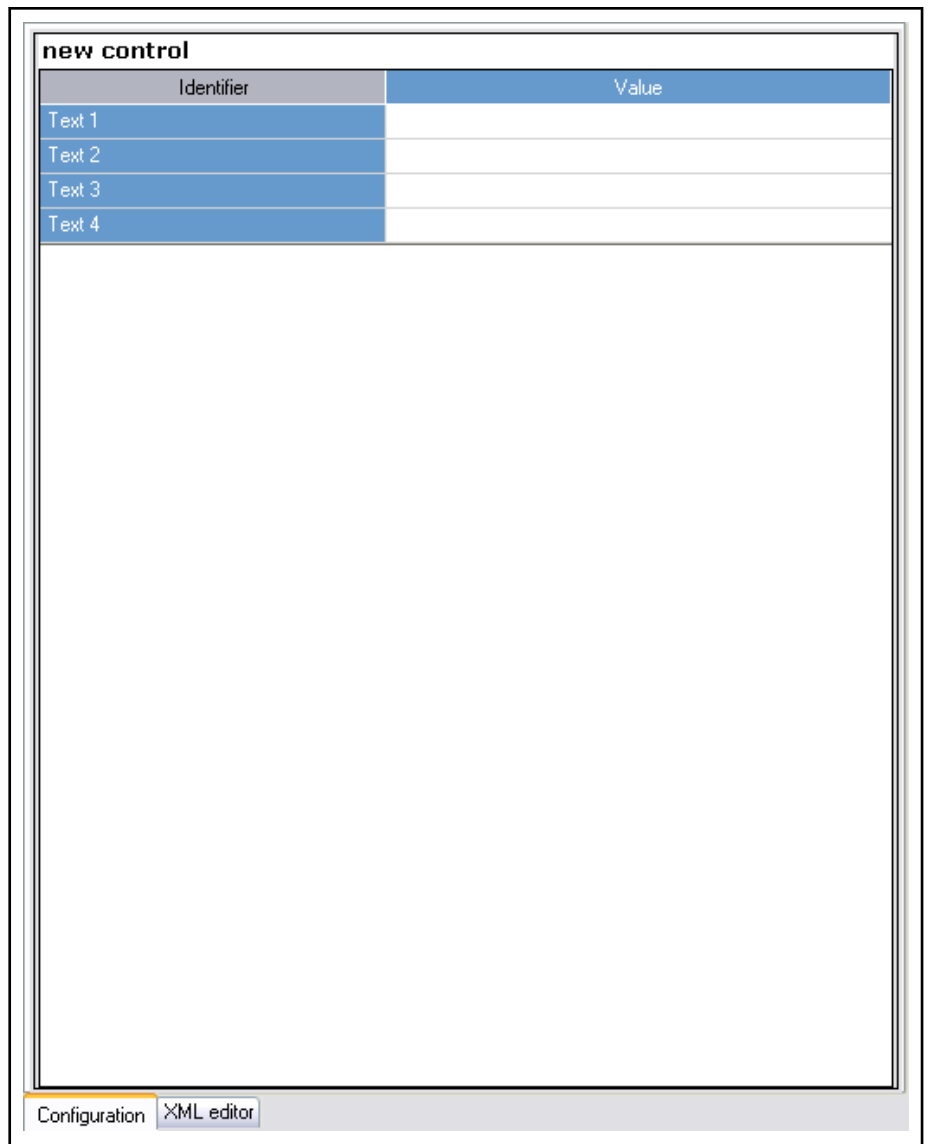 new control
Identifier Value
Text 1
Text 2
Text 3
Text 4
Configuration XML editor